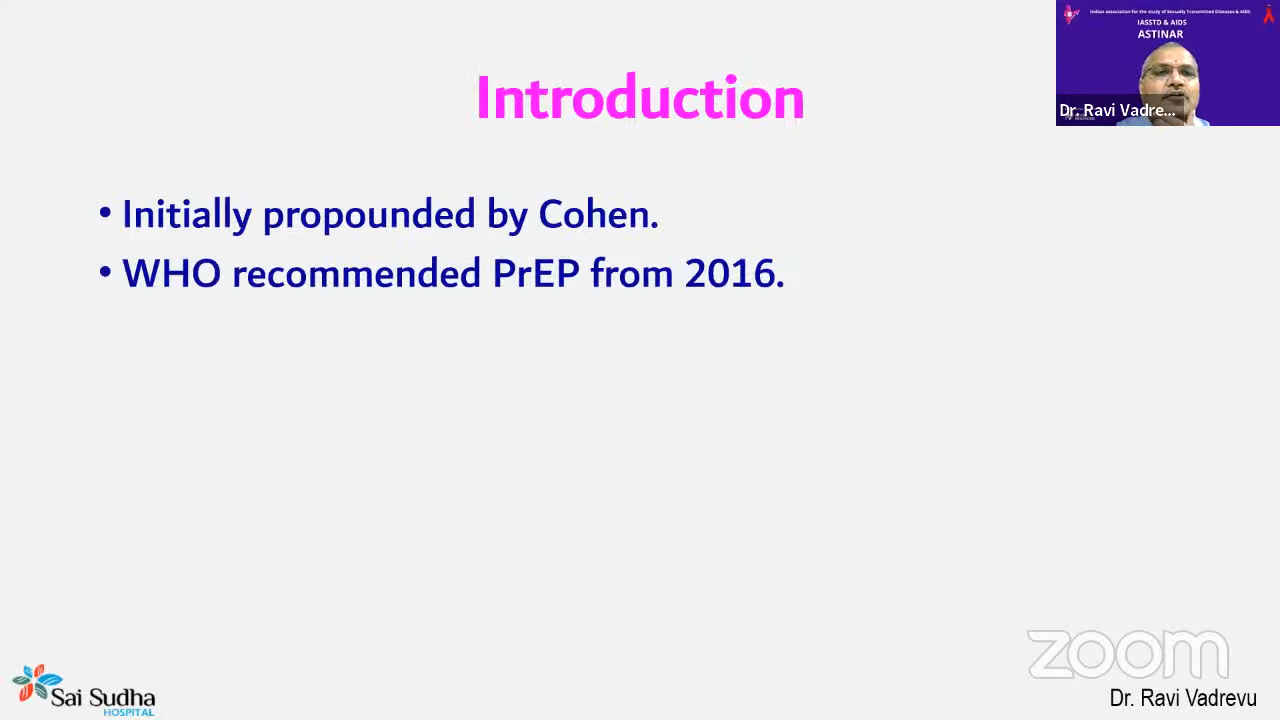 Indian association for the study of Sexually Transmitted Diseases & AIDS
IASSTD & AIDS
ASTINAR
Dr. Ravi Vadre...
Introduction
• Initially propounded by Cohen.
• WHO recommended PrEP from 2016.
zoom
Sai Sudha
HOSPITAL
Dr. Ravi Vadrevu